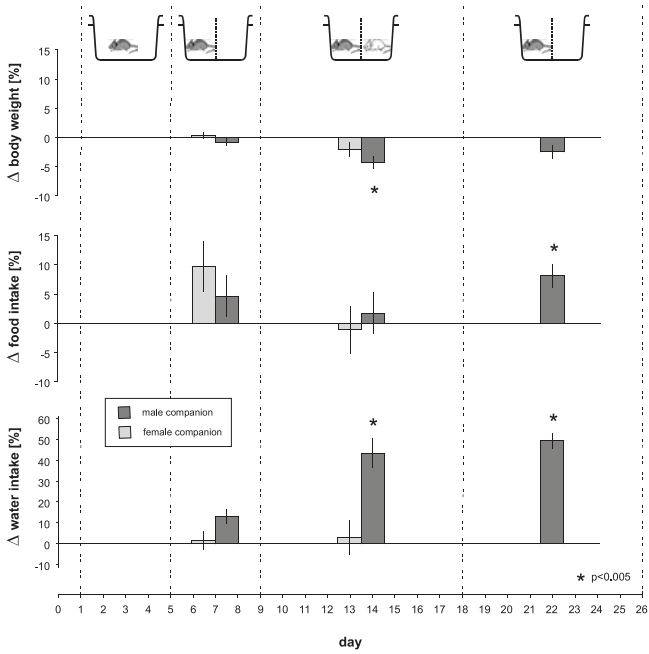 15
10
5
0
-5
-10
Δ body weight [%]
*
15
10
5
0
-5
-10
Δ food intake [%]
*
male companion
female companion
60
50
40
30
20
10
0
-10
Δ water intake [%]
* *
* p<0.005
0 1 2 3 4 5 6 7 8 9 10 11 12 13 14 15 16 17 18 19 20 21 22 23 24 25 26
day